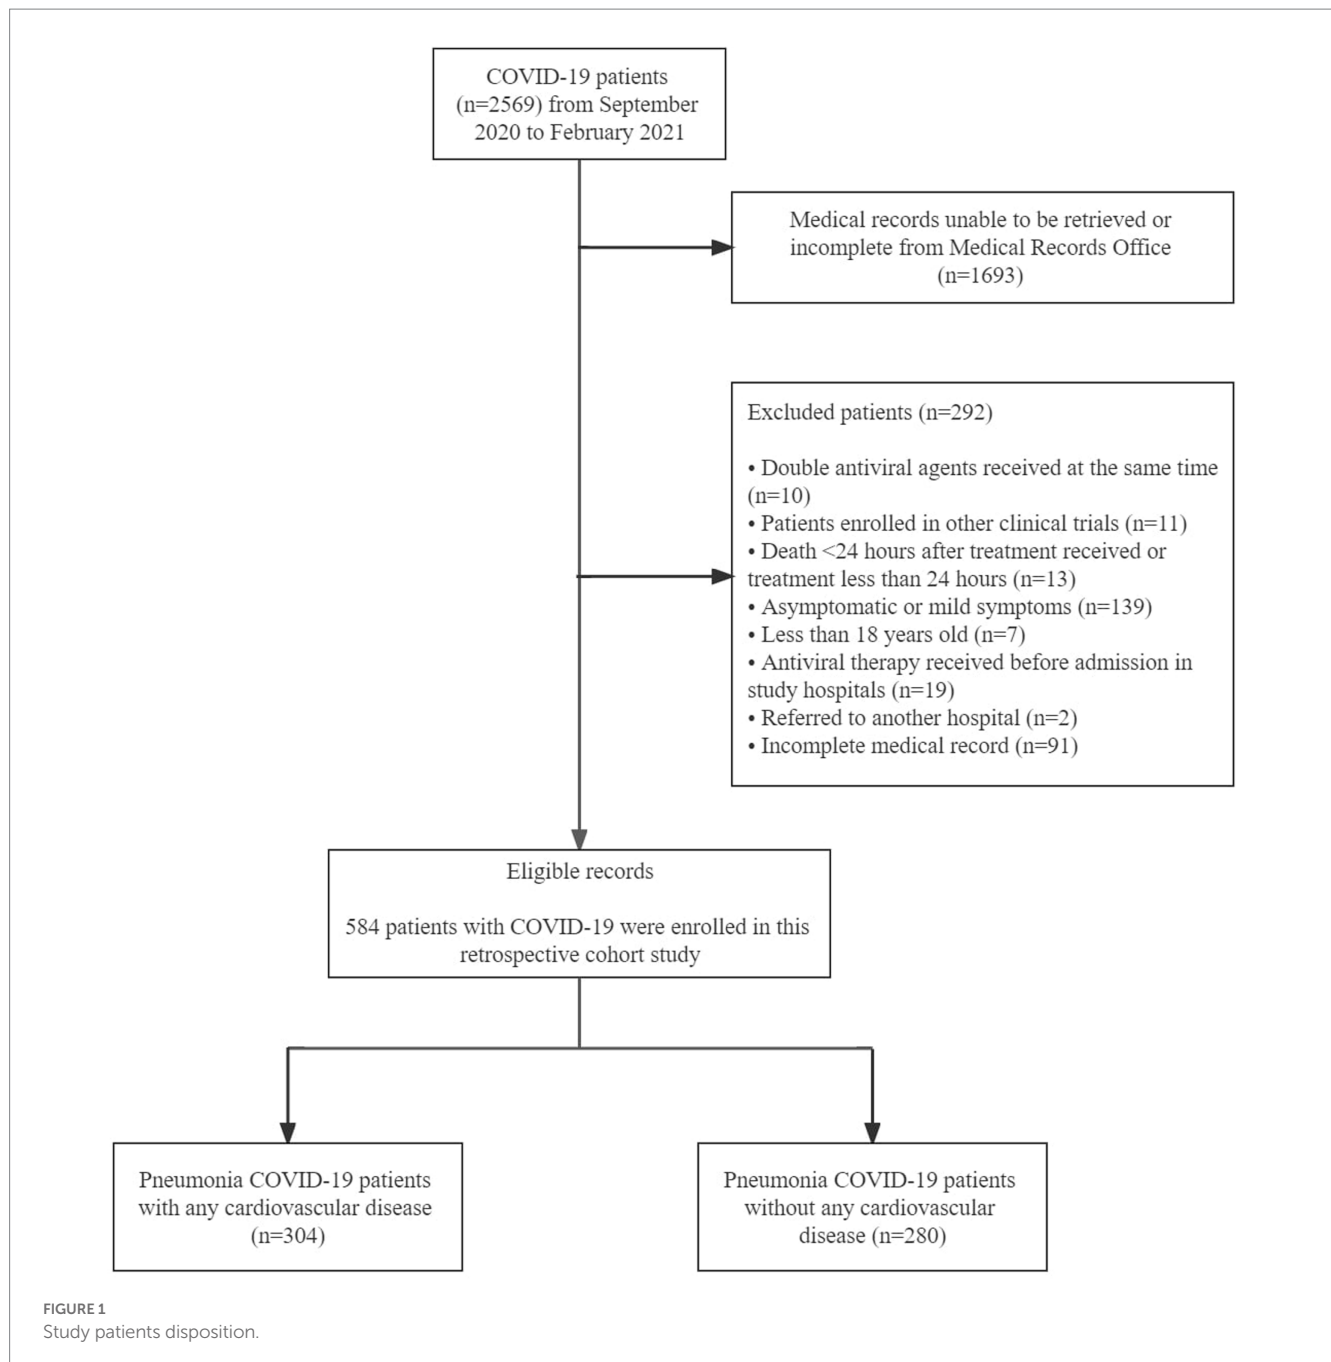 COVID-19 patients
(n=2569) from September
2020 to February 2021
Medical records unable to be retrieved or
incomplete from Medical Records Office
(n=1693)
Excluded patients (n=292)
• Double antiviral agents received at the same time
(n=10)
• Patients enrolled in other clinical trials (n=11)
• Death <24 hours after treatment received or
treatment less than 24 hours (n=13)
• Asymptomatic or mild symptoms (n=139)
• Less than 18 years old (n=7)
• Antiviral therapy received before admission in
study hospitals (n=19)
• Referred to another hospital (n=2)
• Incomplete medical record (n=91)
Eligible records
584 patients with COVID-19 were enrolled in this
retrospective cohort study
Pneumonia COVID-19 patients
with any cardiovascular disease
(n=304)
Pneumonia COVID-19 patients
without any cardiovascular
disease (n=280)
FIGURE 1
Study patients disposition.